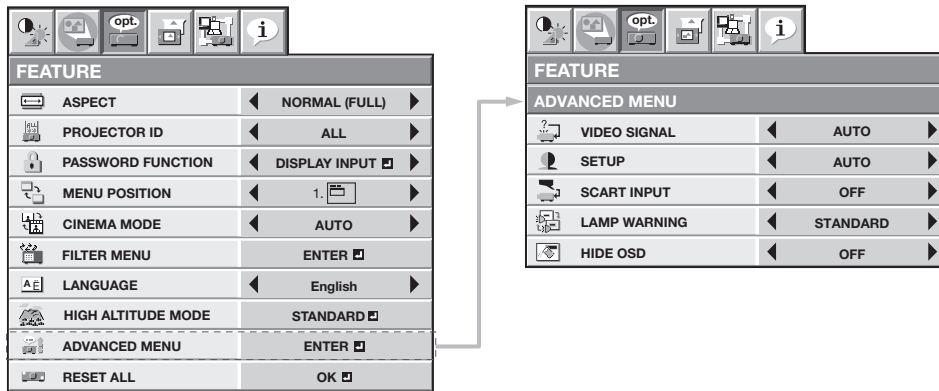 opt.
i
FEATURE
ASPECT NORMAL (FULL)
PROJECTOR ID ALL
PASSWORD FUNCTION DISPLAY INPUT
MENU POSITION 1.
CINEMA MODE AUTO
FILTER MENU ENTER
AË LANGUAGE English
HIGH ALTITUDE MODE STANDARD
ADVANCED MENU ENTER
RESET ALL OK
opt.
i
FEATURE
ADVANCED MENU
? VIDEO SIGNAL AUTO
SETUP AUTO
SCART INPUT OFF
LAMP WARNING STANDARD
HIDE OSD OFF